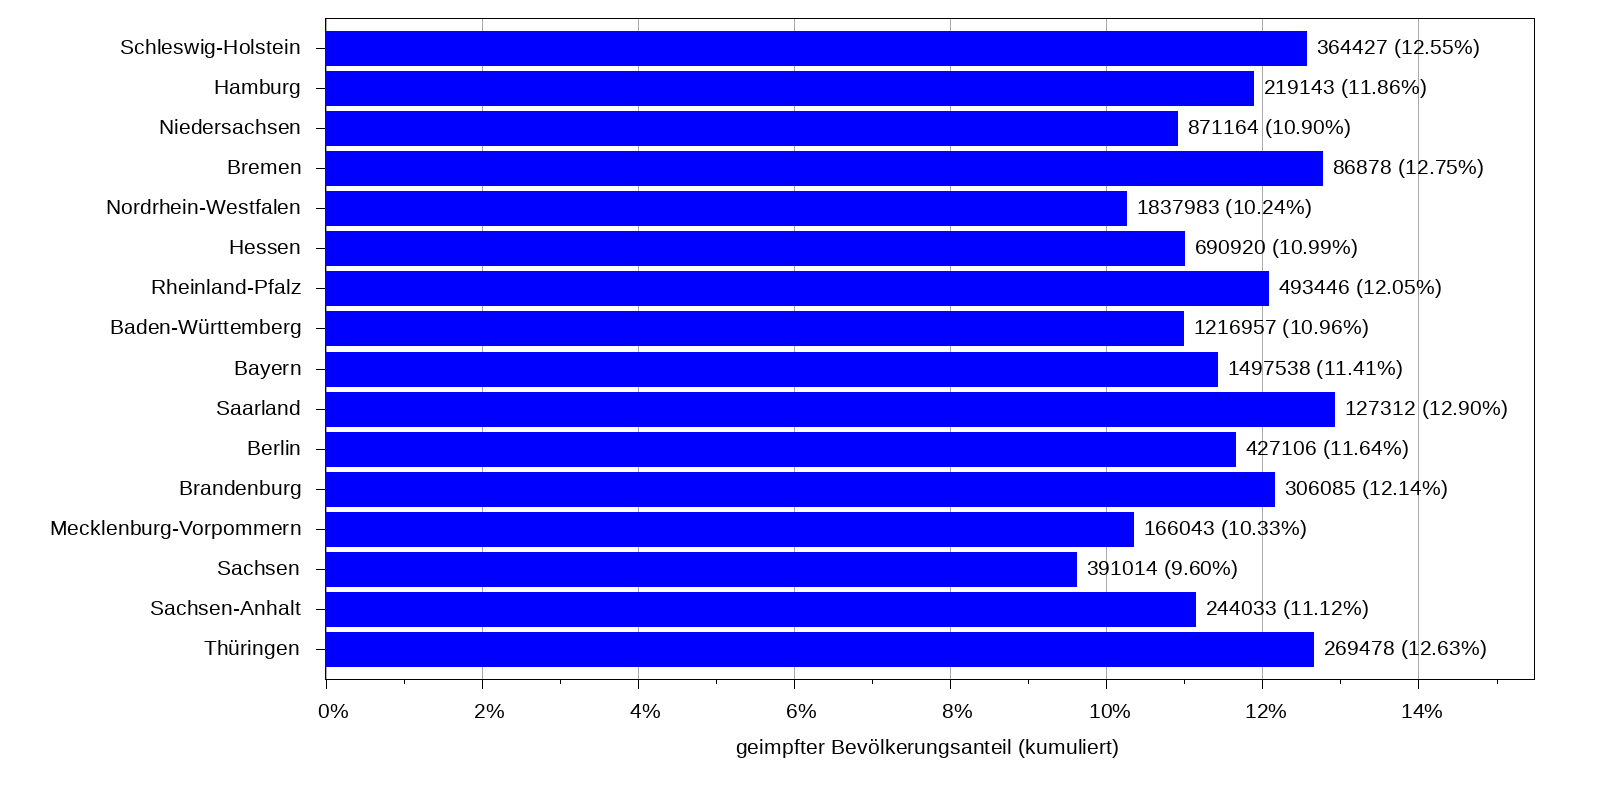 Schleswig-Holstein 364427 (12.55%)
Hamburg 219143 (11.86%)
Niedersachsen 871164 (10.90%)
Bremen 86878 (12.75%)
Nordrhein-Westfalen 1837983 (10.24%)
Hessen 690920 (10.99%)
Rheinland-Pfalz 493446 (12.05%)
Baden-Württemberg 1216957 (10.96%)
Bayern 1497538 (11.41%)
Saarland 127312 (12.90%)
Berlin 427106 (11.64%)
Brandenburg 306085 (12.14%)
Mecklenburg-Vorpommern 166043 (10.33%)
Sachsen 391014 (9.60%)
Sachsen-Anhalt 244033 (11.12%)
Thüringen 269478 (12.63%)
0% 2% 4% 6% 8% 10% 12% 14%
geimpfter Bevölkerungsanteil (kumuliert)